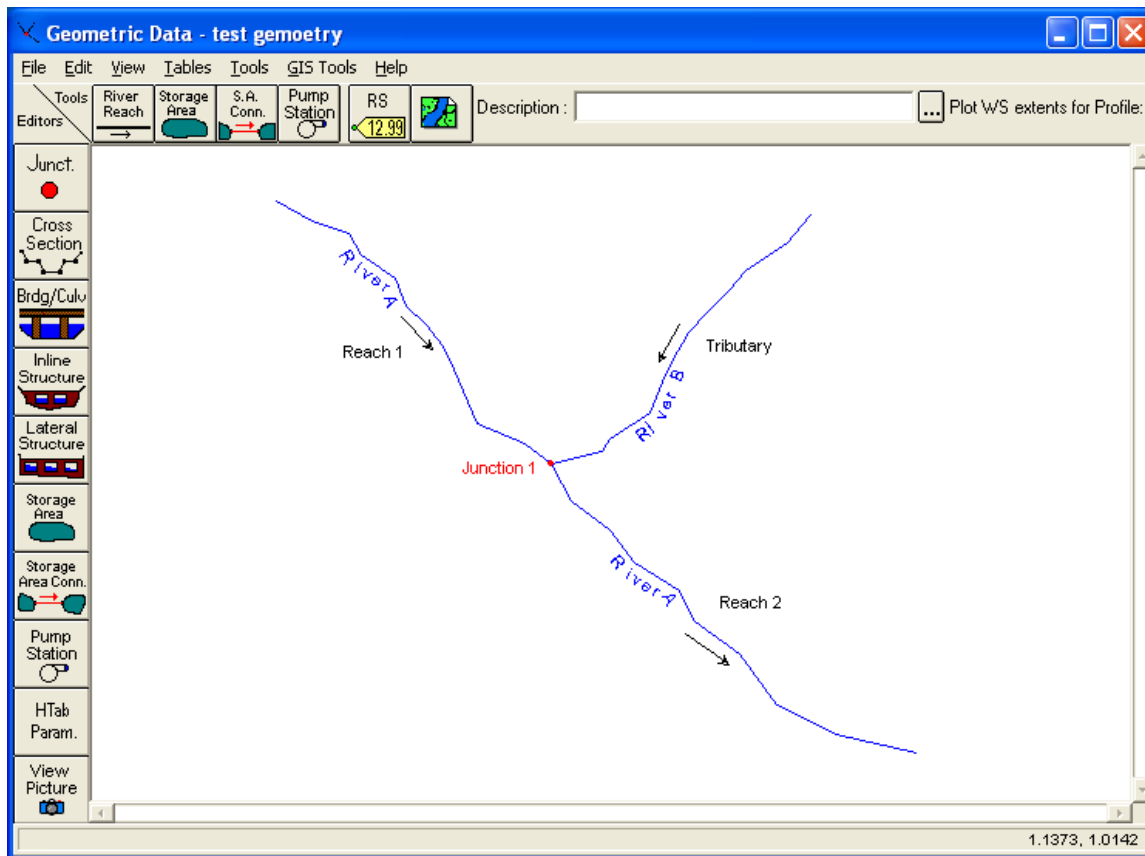 Geometric Data - test gemoetry
File Edit View Tables Tools GIS Tools Help
Tools
Editors
River
Reach
Storage
Area
S.A.
Conn.
Pump
Station
RS
12.99
Description :
...
Plot WS extents for Profile:
Junct.
Cross
Section
Brdg/Culv
Inline
Structure
Lateral
Structure
Storage
Area
Storage
Area Conn.
Pump
Station
HTab
Param.
View
Picture
River A
Reach 1
Tributary
River B
Junction 1
River A
Reach 2
1.1373, 1.0142